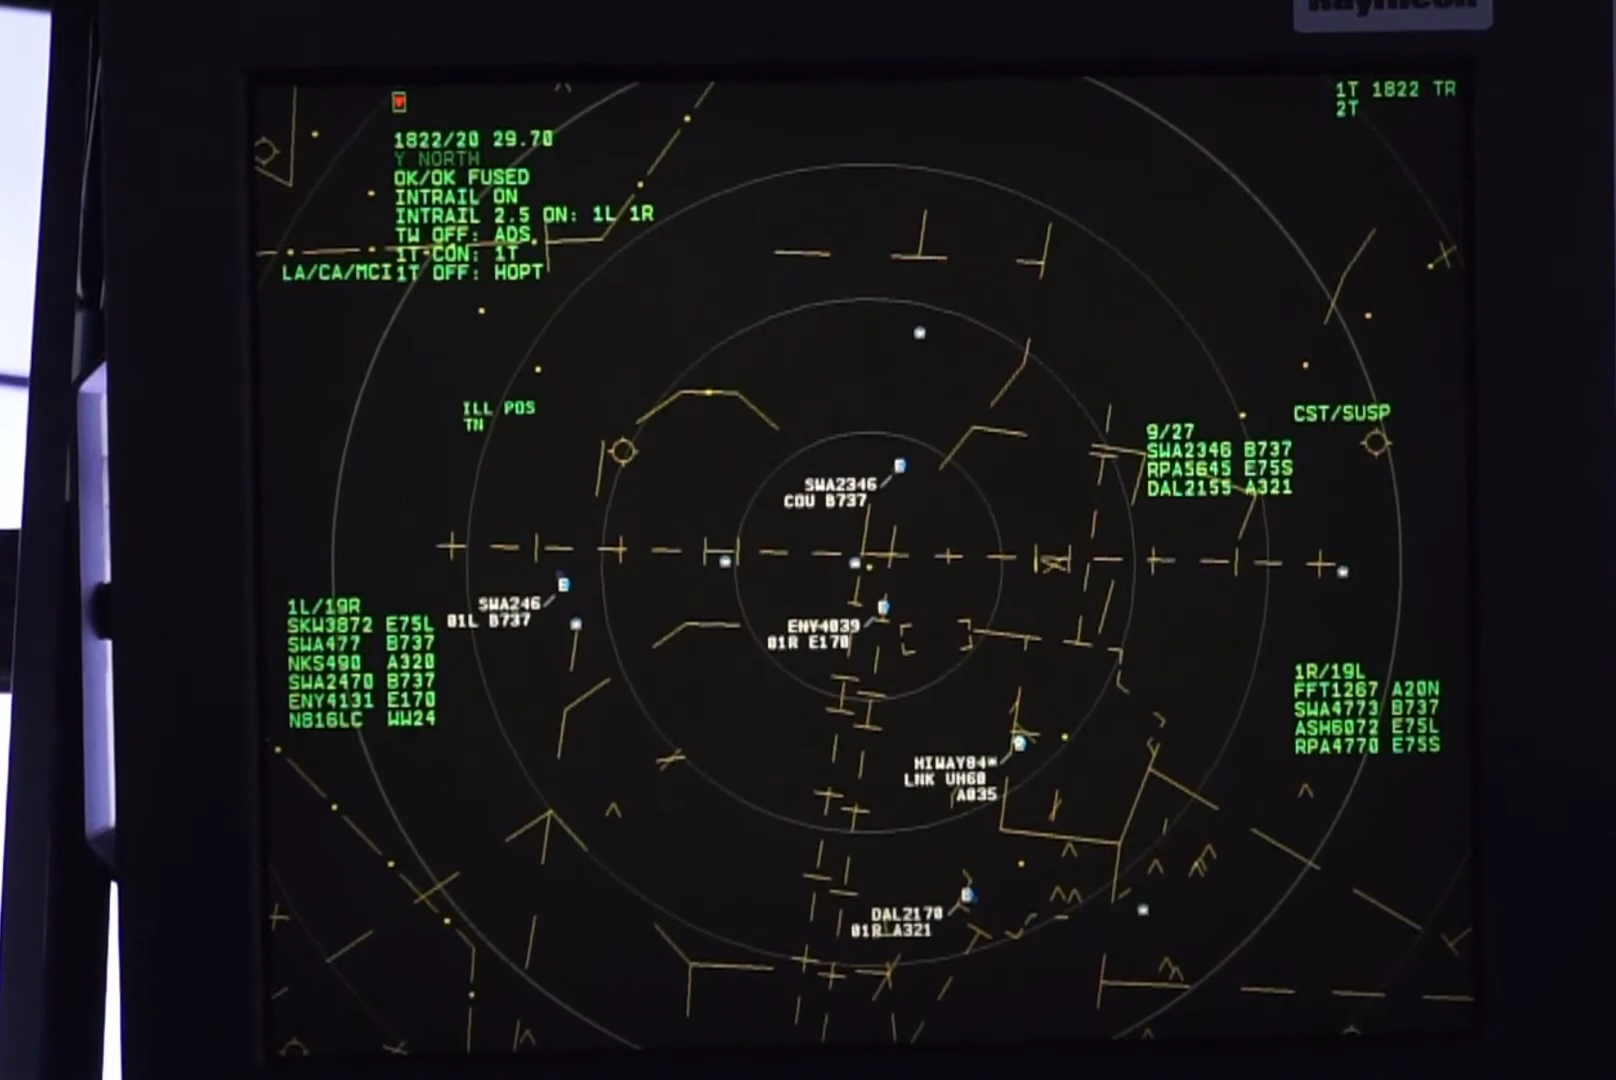 Raytheon
1T 1822 TR
2T
1822/20 29.70
Y NORTH
OK/OK FUSED
INTRAIL ON
INTRAIL 2.5 ON: 1L 1R
TW OFF: ADS
1T CON: 1T
LA/CA/MCI 1T OFF: HOPT
ILL POS
TN
CST/SUSP
9/27
SWA2346 B737
RPA5645 E75S
DAL2155 A321
SWA2346
COU B737
SWA246
01L B737
ENY4039
01R E170
1L/19R
SKW3872 E75L
SWA477 B737
NKS490 A320
SWA2470 B737
ENY4131 E170
N816LC WW24
1R/19L
FFT1267 A20N
SWA4773 B737
ASH6072 E75L
RPA4770 E75S
HIWAY84*
LNK UH60
A035
DAL2170
01R A321